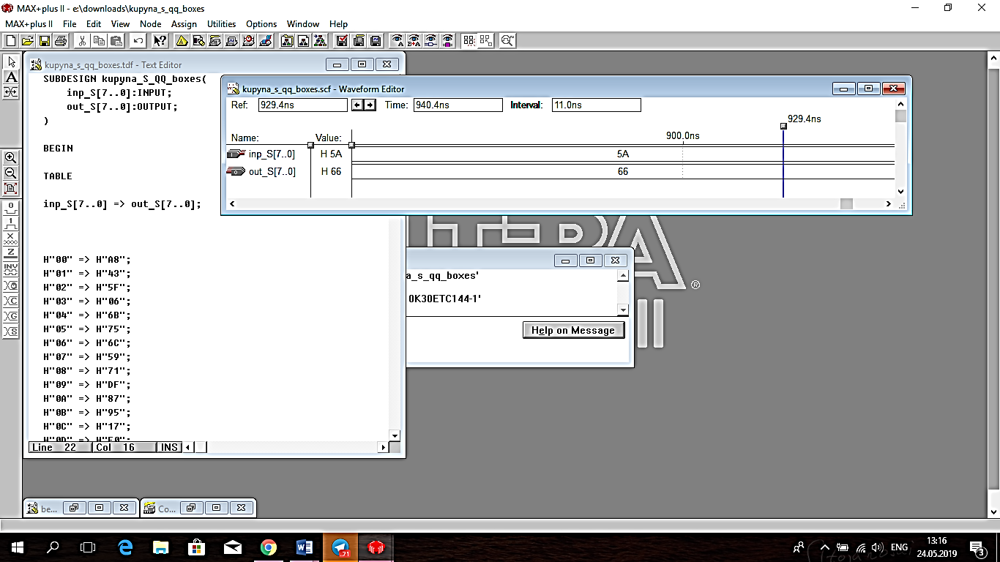 MAX+plus II - e:\downloads\kupyna_s_qq_boxes
MAX+plus II File Edit View Node Assign Utilities Options Window Help
kupyna_s_qq_boxes.tdf - Text Editor
SUBDESIGN kupyna_S_QQ_boxes(
inp_S[7..0]:INPUT;
out_S[7..0]:OUTPUT;
)
BEGIN
TABLE
inp_S[7..0] => out_S[7..0];
H"00" => H"A8";
H"01" => H"43";
H"02" => H"5F";
H"03" => H"06";
H"04" => H"6B";
H"05" => H"75";
H"06" => H"6C";
H"07" => H"59";
H"08" => H"71";
H"09" => H"DF";
H"0A" => H"87";
H"0B" => H"95";
H"0C" => H"17";
H"0D" => H"F0";
Line 22 Col 16 INS
kupyna_s_qq_boxes.scf - Waveform Editor
Ref: 929.4ns Time: 940.4ns Interval: 11.0ns
929.4ns
Name: Value: 900.0ns
inp_S[7..0] H 5A 5A
out_S[7..0] H 66 66
a_s_qq_boxes'
0K30ETC144-1'
Help on Message
®
be... Co...
0
1
X
Z
INV
XC
XG
XS
71
ENG
13:16
24.05.2019
3